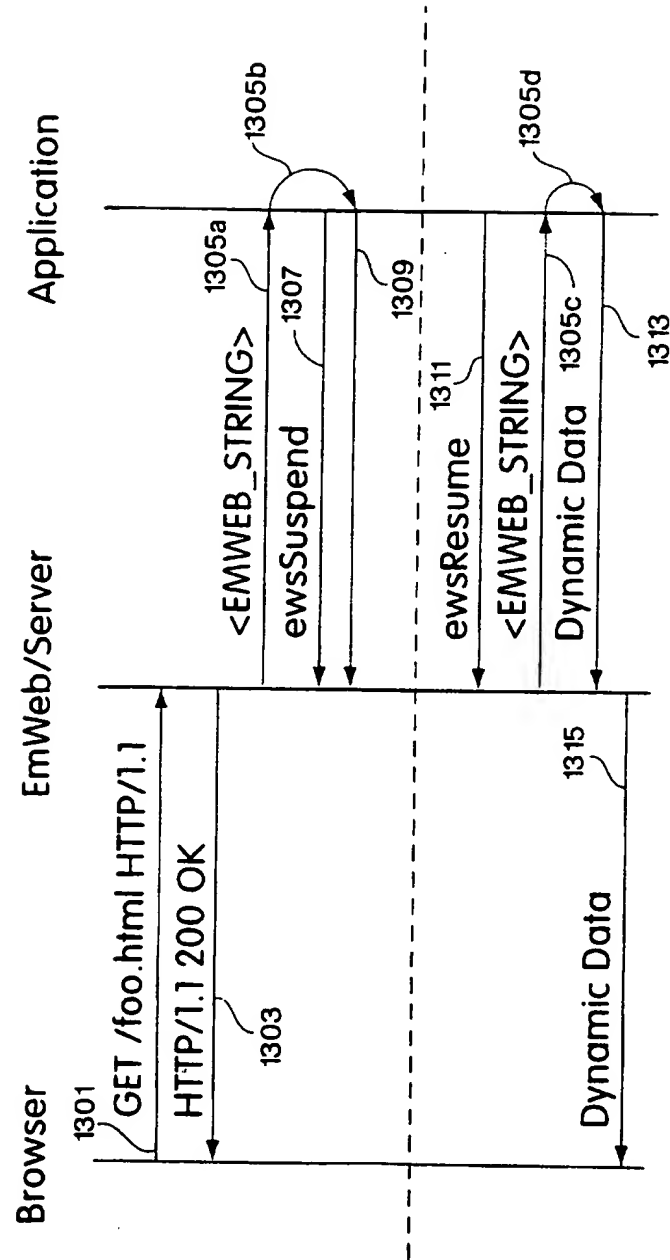 Browser
EmWeb/Server
Application
1301
GET /foo.html HTTP/1.1
HTTP/1.1 200 OK
1303
<EMWEB_STRING>
1305a
1305b
ewsSuspend
1307
1309
ewsResume
1311
<EMWEB_STRING>
1305c
1305d
Dynamic Data
1313
Dynamic Data
1315